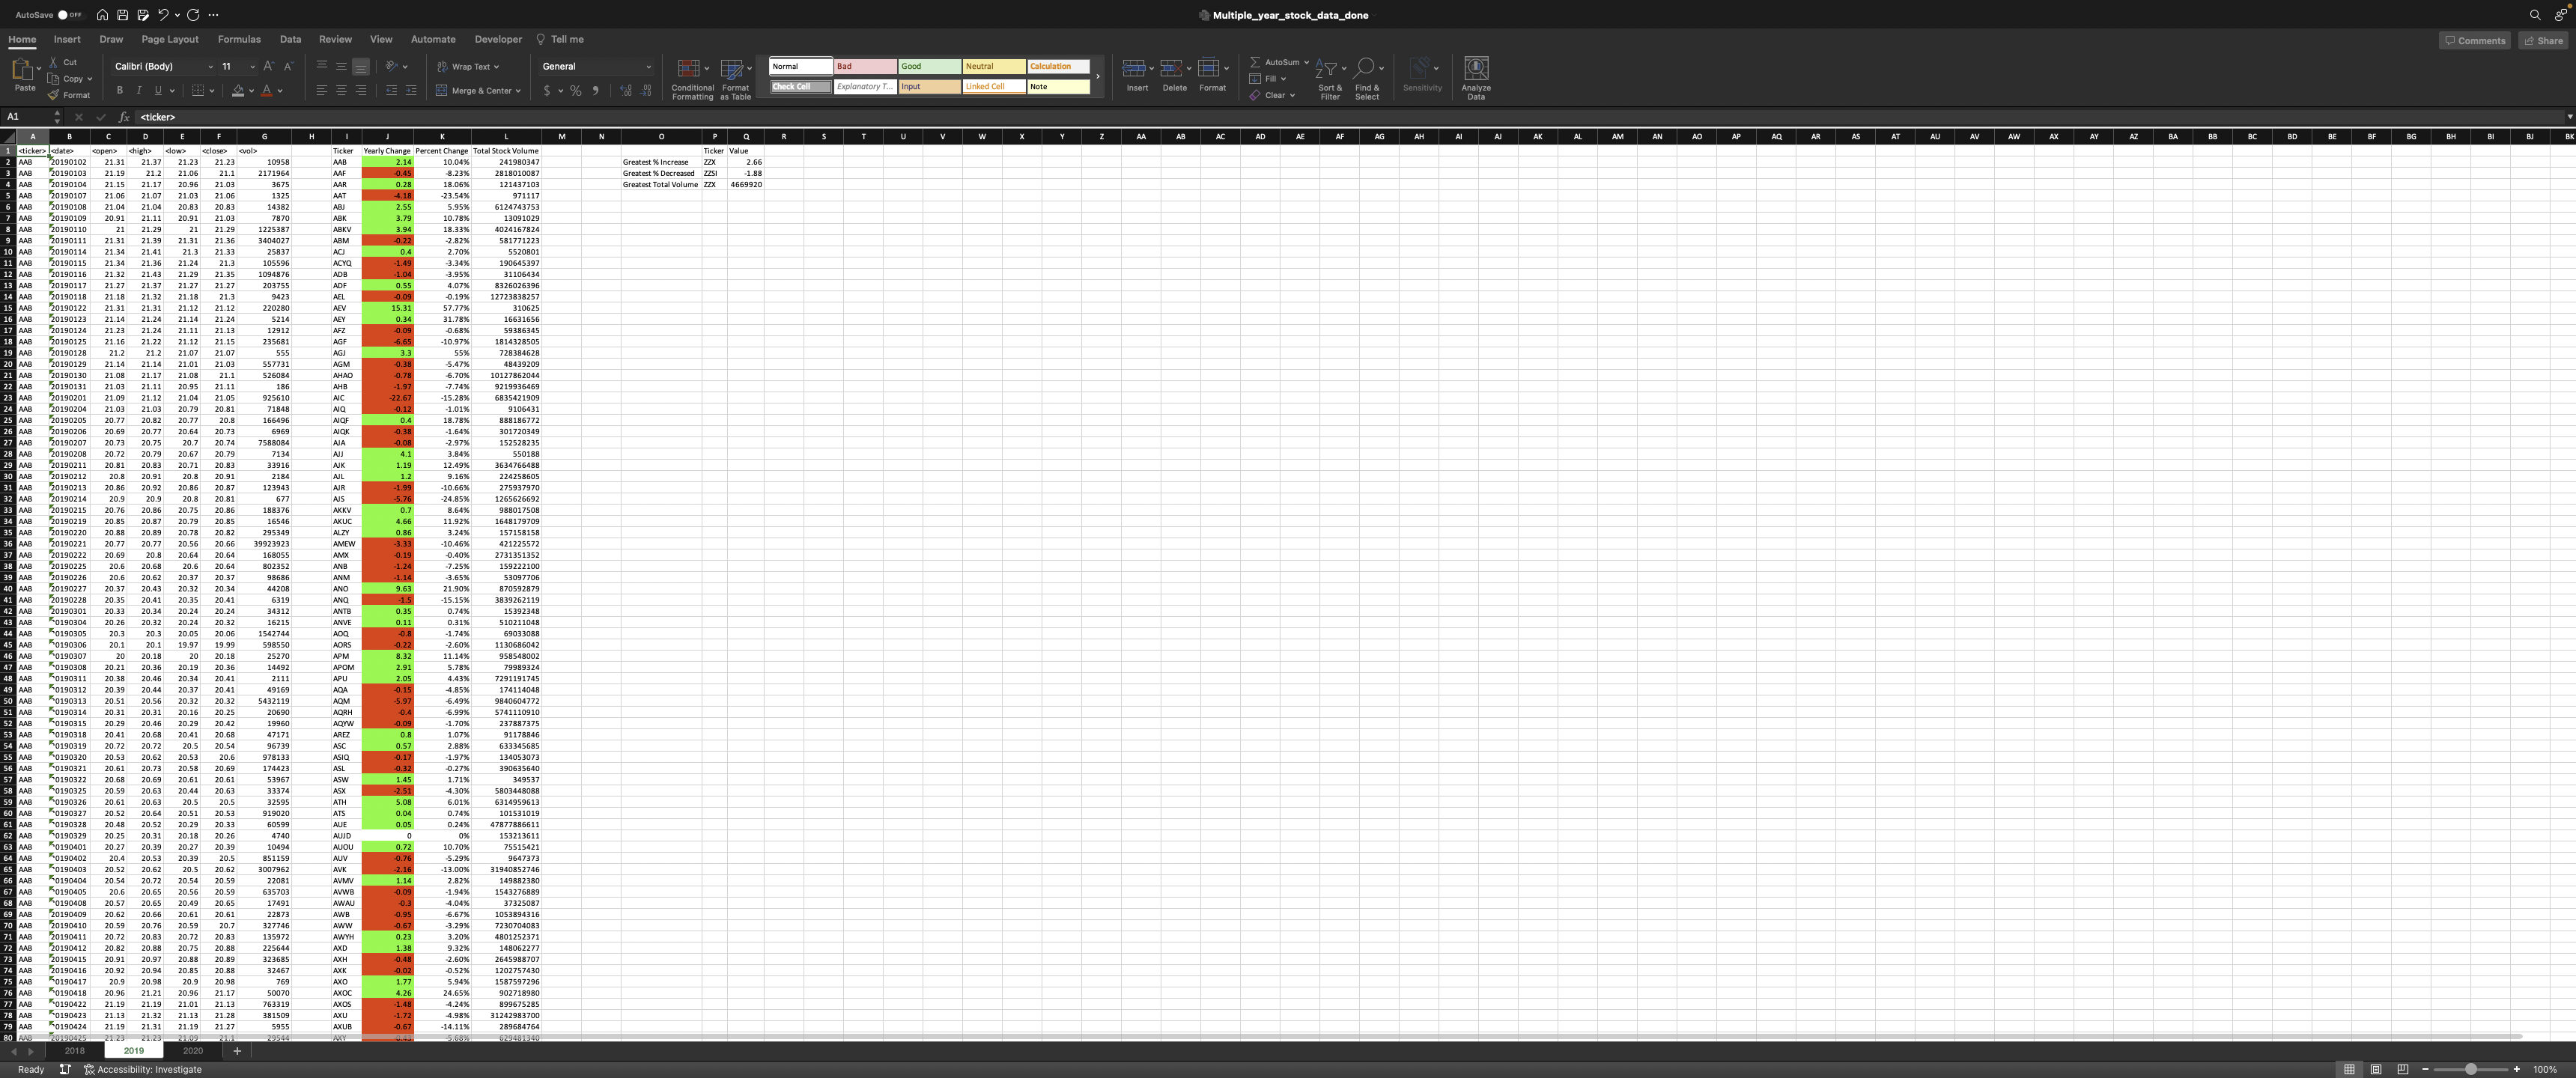 AutoSave OFF Multiple_year_stock_data_done
Home Insert Draw Page Layout Formulas Data Review View Automate Developer Tell me Comments Share
Paste Cut Copy Format
Calibri (Body) 11 Wrap Text General
B I U Merge & Center $ %
Conditional Formatting Format as Table
Normal Bad Good Neutral Calculation
Check Cell Explanatory T... Input Linked Cell Note
Insert Delete Format AutoSum Fill Clear Sort & Filter Find & Select Sensitivity Analyze Data
A1 fx <ticker>
A B C D E F G H I J K L M N O P Q R S T U V W X Y Z AA AB AC AD AE AF AG AH AI AJ AK AL AM AN AO AP AQ AR AS AT AU AV AW AX AY AZ BA BB BC BD BE BF BG BH BI BJ BK
1 <ticker> <date> <open> <high> <low> <close> <vol> Ticker Yearly Change Percent Change Total Stock Volume Ticker Value
2 AAB 20190102 21.31 21.37 21.23 21.23 10958 AAB 2.14 10.04% 241980347 Greatest % Increase ZZX 2.66
3 AAB 20190103 21.19 21.2 21.06 21.1 2171964 AAF -0.45 -8.23% 2818010087 Greatest % Decreased ZZSI -1.88
4 AAB 20190104 21.15 21.17 20.96 21.03 3675 AAR 0.28 18.06% 121437103 Greatest Total Volume ZZX 4669920
5 AAB 20190107 21.06 21.07 21.03 21.06 1325 AAT -4.18 -23.54% 971117
6 AAB 20190108 21.04 21.04 20.83 20.83 14382 ABJ 2.55 5.95% 6124743753
7 AAB 20190109 20.91 21.11 20.91 21.03 7870 ABK 3.79 10.78% 13091029
8 AAB 20190110 21 21.29 21 21.29 1225387 ABKV 3.94 18.33% 4024167824
9 AAB 20190111 21.31 21.39 21.31 21.36 3404027 ABM -0.22 -2.82% 581771223
10 AAB 20190114 21.34 21.41 21.3 21.33 25837 ACJ 0.4 2.70% 5520801
11 AAB 20190115 21.34 21.36 21.24 21.3 105596 ACYQ -1.49 -3.34% 190645397
12 AAB 20190116 21.32 21.43 21.29 21.35 1094876 ADB -1.04 -3.95% 31106434
13 AAB 20190117 21.27 21.37 21.27 21.27 203755 ADF 0.55 4.07% 8326026396
14 AAB 20190118 21.18 21.32 21.18 21.3 9423 AEL -0.09 -0.19% 12723838257
15 AAB 20190122 21.31 21.31 21.12 21.12 220280 AEV 15.31 57.77% 310625
16 AAB 20190123 21.14 21.24 21.14 21.24 5214 AEY 0.34 31.78% 16631656
17 AAB 20190124 21.23 21.24 21.11 21.13 12912 AFZ -0.09 -0.68% 59386345
18 AAB 20190125 21.16 21.22 21.12 21.15 235681 AGF -6.65 -10.97% 1814328505
19 AAB 20190128 21.2 21.2 21.07 21.07 555 AGJ 3.3 55% 728384628
20 AAB 20190129 21.14 21.14 21.01 21.03 557731 AGM -0.38 -5.47% 48439209
21 AAB 20190130 21.08 21.17 21.08 21.1 526084 AHAO -0.78 -6.70% 10127862044
22 AAB 20190131 21.03 21.11 20.95 21.11 186 AHB -1.97 -7.74% 9219936469
23 AAB 20190201 21.09 21.12 21.04 21.05 925610 AIC -22.67 -15.28% 6835421909
24 AAB 20190204 21.03 21.03 20.79 20.81 71848 AIQ -0.12 -1.01% 9106431
25 AAB 20190205 20.77 20.82 20.77 20.8 166496 AIQF 0.4 18.78% 888186772
26 AAB 20190206 20.69 20.77 20.64 20.73 6969 AIQK -0.38 -1.64% 301720349
27 AAB 20190207 20.73 20.75 20.7 20.74 7588084 AJA -0.08 -2.97% 152528235
28 AAB 20190208 20.72 20.79 20.67 20.79 7134 AJJ 4.1 3.84% 550188
29 AAB 20190211 20.81 20.83 20.71 20.83 33916 AJK 1.19 12.49% 3634766488
30 AAB 20190212 20.8 20.91 20.8 20.91 2184 AJL 1.2 9.16% 224258605
31 AAB 20190213 20.86 20.92 20.86 20.87 123943 AJR -1.99 -10.66% 275937970
32 AAB 20190214 20.9 20.9 20.8 20.81 677 AJS -5.76 -24.85% 1265626692
33 AAB 20190215 20.76 20.86 20.75 20.86 188376 AKKV 0.7 8.64% 988017508
34 AAB 20190219 20.85 20.87 20.79 20.85 16546 AKUC 4.66 11.92% 1648179709
35 AAB 20190220 20.88 20.89 20.78 20.82 295349 ALZY 0.86 3.24% 157158158
36 AAB 20190221 20.77 20.77 20.56 20.66 39923923 AMEW -3.33 -10.46% 421225572
37 AAB 20190222 20.69 20.8 20.64 20.64 168055 AMX -0.19 -0.40% 2731351352
38 AAB 20190225 20.6 20.68 20.6 20.64 802352 ANB -1.24 -7.25% 159222100
39 AAB 20190226 20.6 20.62 20.37 20.37 98686 ANM -1.14 -3.65% 53097706
40 AAB 20190227 20.37 20.43 20.32 20.34 44208 ANO 9.63 21.90% 870592879
41 AAB 20190228 20.35 20.41 20.35 20.41 6319 ANQ -1.5 -15.15% 3839262119
42 AAB 20190301 20.33 20.34 20.24 20.24 34312 ANTB 0.35 0.74% 15392348
43 AAB 20190304 20.26 20.32 20.24 20.32 16215 ANVE 0.11 0.31% 510211048
44 AAB 20190305 20.3 20.3 20.05 20.06 1542744 AOQ -0.8 -1.74% 69033088
45 AAB 20190306 20.1 20.1 19.97 19.99 598550 AORS -0.22 -2.60% 1130686042
46 AAB 20190307 20 20.18 20 20.18 25270 APM 8.32 11.14% 958548002
47 AAB 20190308 20.21 20.36 20.19 20.36 14492 APOM 2.91 5.78% 79989324
48 AAB 20190311 20.38 20.46 20.34 20.41 2111 APU 2.05 4.43% 7291191745
49 AAB 20190312 20.39 20.44 20.37 20.41 49169 AQA -0.15 -4.85% 174114048
50 AAB 20190313 20.51 20.56 20.32 20.32 5432119 AQM -5.97 -6.49% 9840604772
51 AAB 20190314 20.31 20.31 20.16 20.25 20690 AQRH -0.4 -6.99% 5741110910
52 AAB 20190315 20.29 20.46 20.29 20.42 19960 AQYW -0.09 -1.70% 237887375
53 AAB 20190318 20.41 20.68 20.41 20.68 47171 AREZ 0.8 1.07% 91178846
54 AAB 20190319 20.72 20.72 20.5 20.54 96739 ASC 0.57 2.88% 633345685
55 AAB 20190320 20.53 20.62 20.53 20.6 978133 ASIQ -0.17 -1.97% 134053073
56 AAB 20190321 20.61 20.73 20.58 20.69 174423 ASL -0.32 -0.27% 390635640
57 AAB 20190322 20.68 20.69 20.61 20.61 53967 ASW 1.45 1.71% 349537
58 AAB 20190325 20.59 20.63 20.44 20.63 33374 ASX -2.51 -4.30% 5803448088
59 AAB 20190326 20.61 20.63 20.5 20.5 32595 ATH 5.08 6.01% 6314959613
60 AAB 20190327 20.52 20.64 20.51 20.53 919020 ATS 0.04 0.74% 101531019
61 AAB 20190328 20.48 20.52 20.29 20.33 60599 AUE 0.05 0.24% 47877886611
62 AAB 20190329 20.25 20.31 20.18 20.26 4740 AUJD 0 0% 153213611
63 AAB 20190401 20.27 20.39 20.27 20.39 10494 AUOU 0.72 10.70% 75515421
64 AAB 20190402 20.4 20.53 20.39 20.5 851159 AUV -0.76 -5.29% 9647373
65 AAB 20190403 20.52 20.62 20.5 20.62 3007962 AVK -2.16 -13.00% 31940852746
66 AAB 20190404 20.54 20.72 20.54 20.59 22081 AVMV 1.14 2.82% 149882380
67 AAB 20190405 20.6 20.65 20.56 20.59 635703 AVWB -0.09 -1.94% 1543276889
68 AAB 20190408 20.57 20.65 20.49 20.65 17491 AWAU -0.3 -4.04% 37325087
69 AAB 20190409 20.62 20.66 20.61 20.61 22873 AWB -0.95 -6.67% 1053894316
70 AAB 20190410 20.59 20.76 20.59 20.7 327746 AWW -0.67 -3.29% 7230704083
71 AAB 20190411 20.72 20.83 20.72 20.83 135972 AWYH 0.23 3.20% 4801252371
72 AAB 20190412 20.82 20.88 20.75 20.88 225644 AXD 1.38 9.32% 148062277
73 AAB 20190415 20.91 20.97 20.88 20.89 323685 AXH -0.48 -2.60% 2645988707
74 AAB 20190416 20.92 20.94 20.85 20.88 32467 AXK -0.02 -0.52% 1202757430
75 AAB 20190417 20.9 20.98 20.9 20.98 769 AXO 1.77 5.94% 1587597296
76 AAB 20190418 20.96 21.21 20.96 21.17 50070 AXOC 4.26 24.65% 902718980
77 AAB 20190422 21.19 21.19 21.01 21.13 763319 AXOS -1.48 -4.24% 899675285
78 AAB 20190423 21.13 21.32 21.13 21.28 381509 AXU -1.72 -4.98% 31242983700
79 AAB 20190424 21.19 21.31 21.19 21.27 5955 AXUB -0.67 -14.11% 289684764
80 AAB 20190425 21.23 21.23 21.09 21.1 29544 AXY
2018 2019 2020 +
Ready Accessibility: Investigate 100%